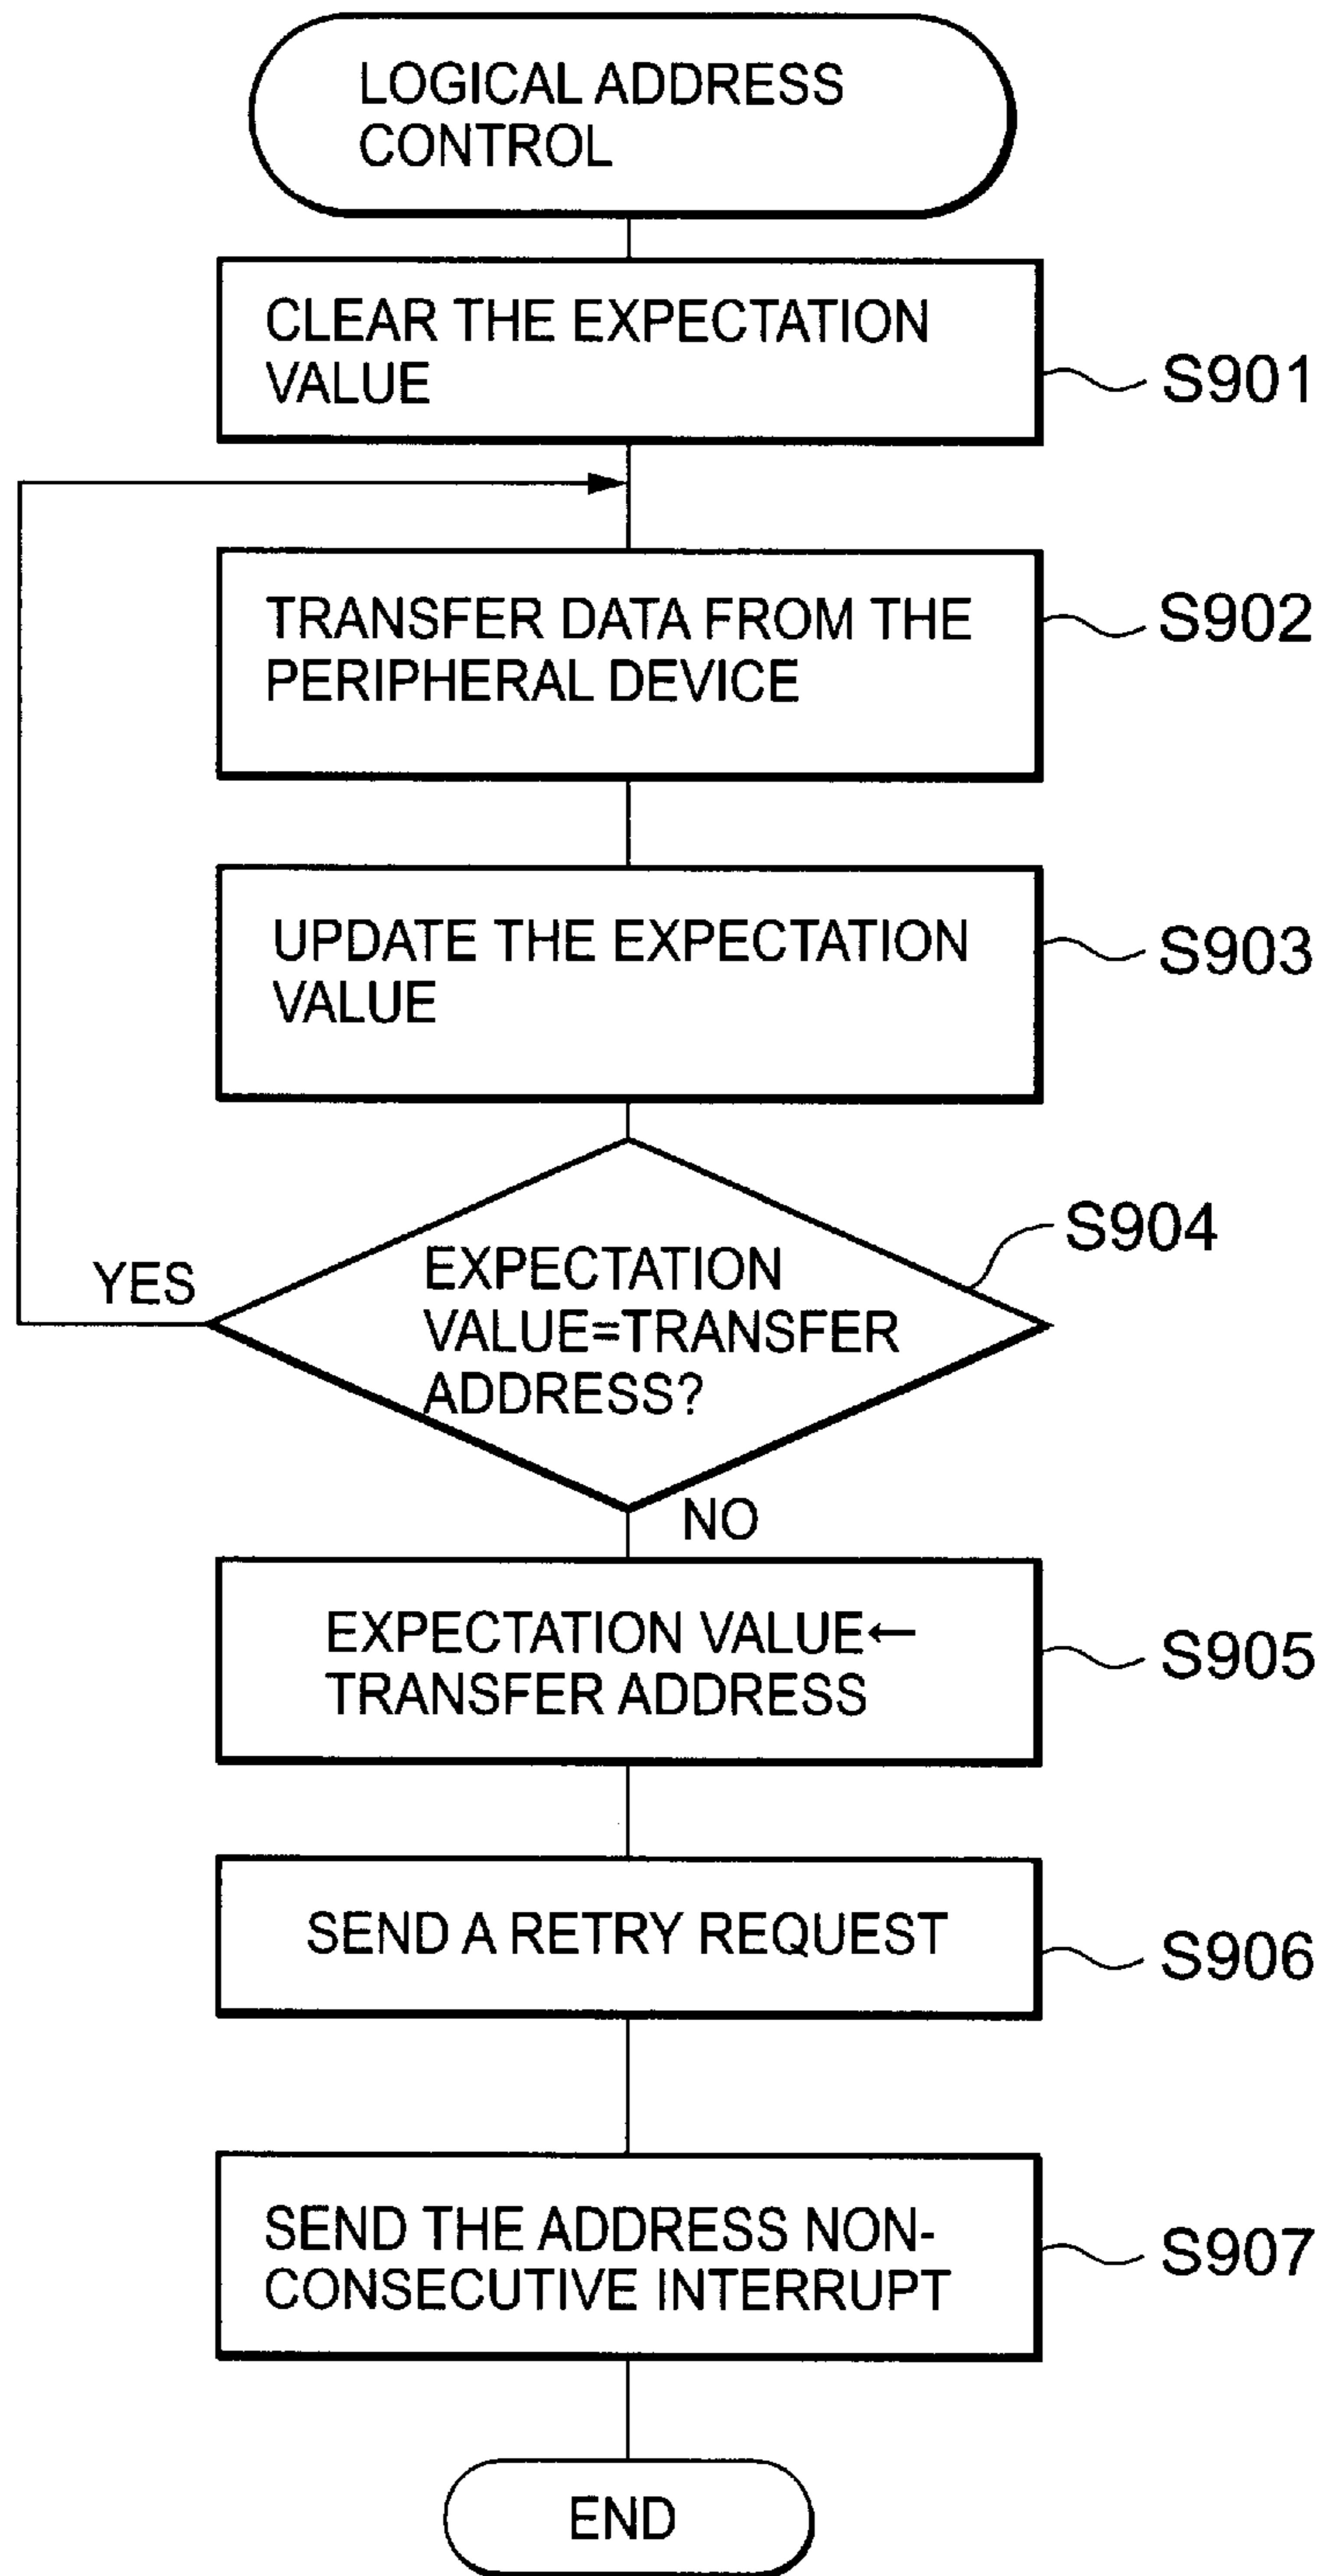 LOGICAL ADDRESS
CONTROL
CLEAR THE EXPECTATION
VALUE
S901
TRANSFER DATA FROM THE
PERIPHERAL DEVICE
S902
UPDATE THE EXPECTATION
VALUE
S903
EXPECTATION
VALUE=TRANSFER
ADDRESS?
S904
YES
NO
EXPECTATION VALUE←
TRANSFER ADDRESS
S905
SEND A RETRY REQUEST
S906
SEND THE ADDRESS NON-
CONSECUTIVE INTERRUPT
S907
END